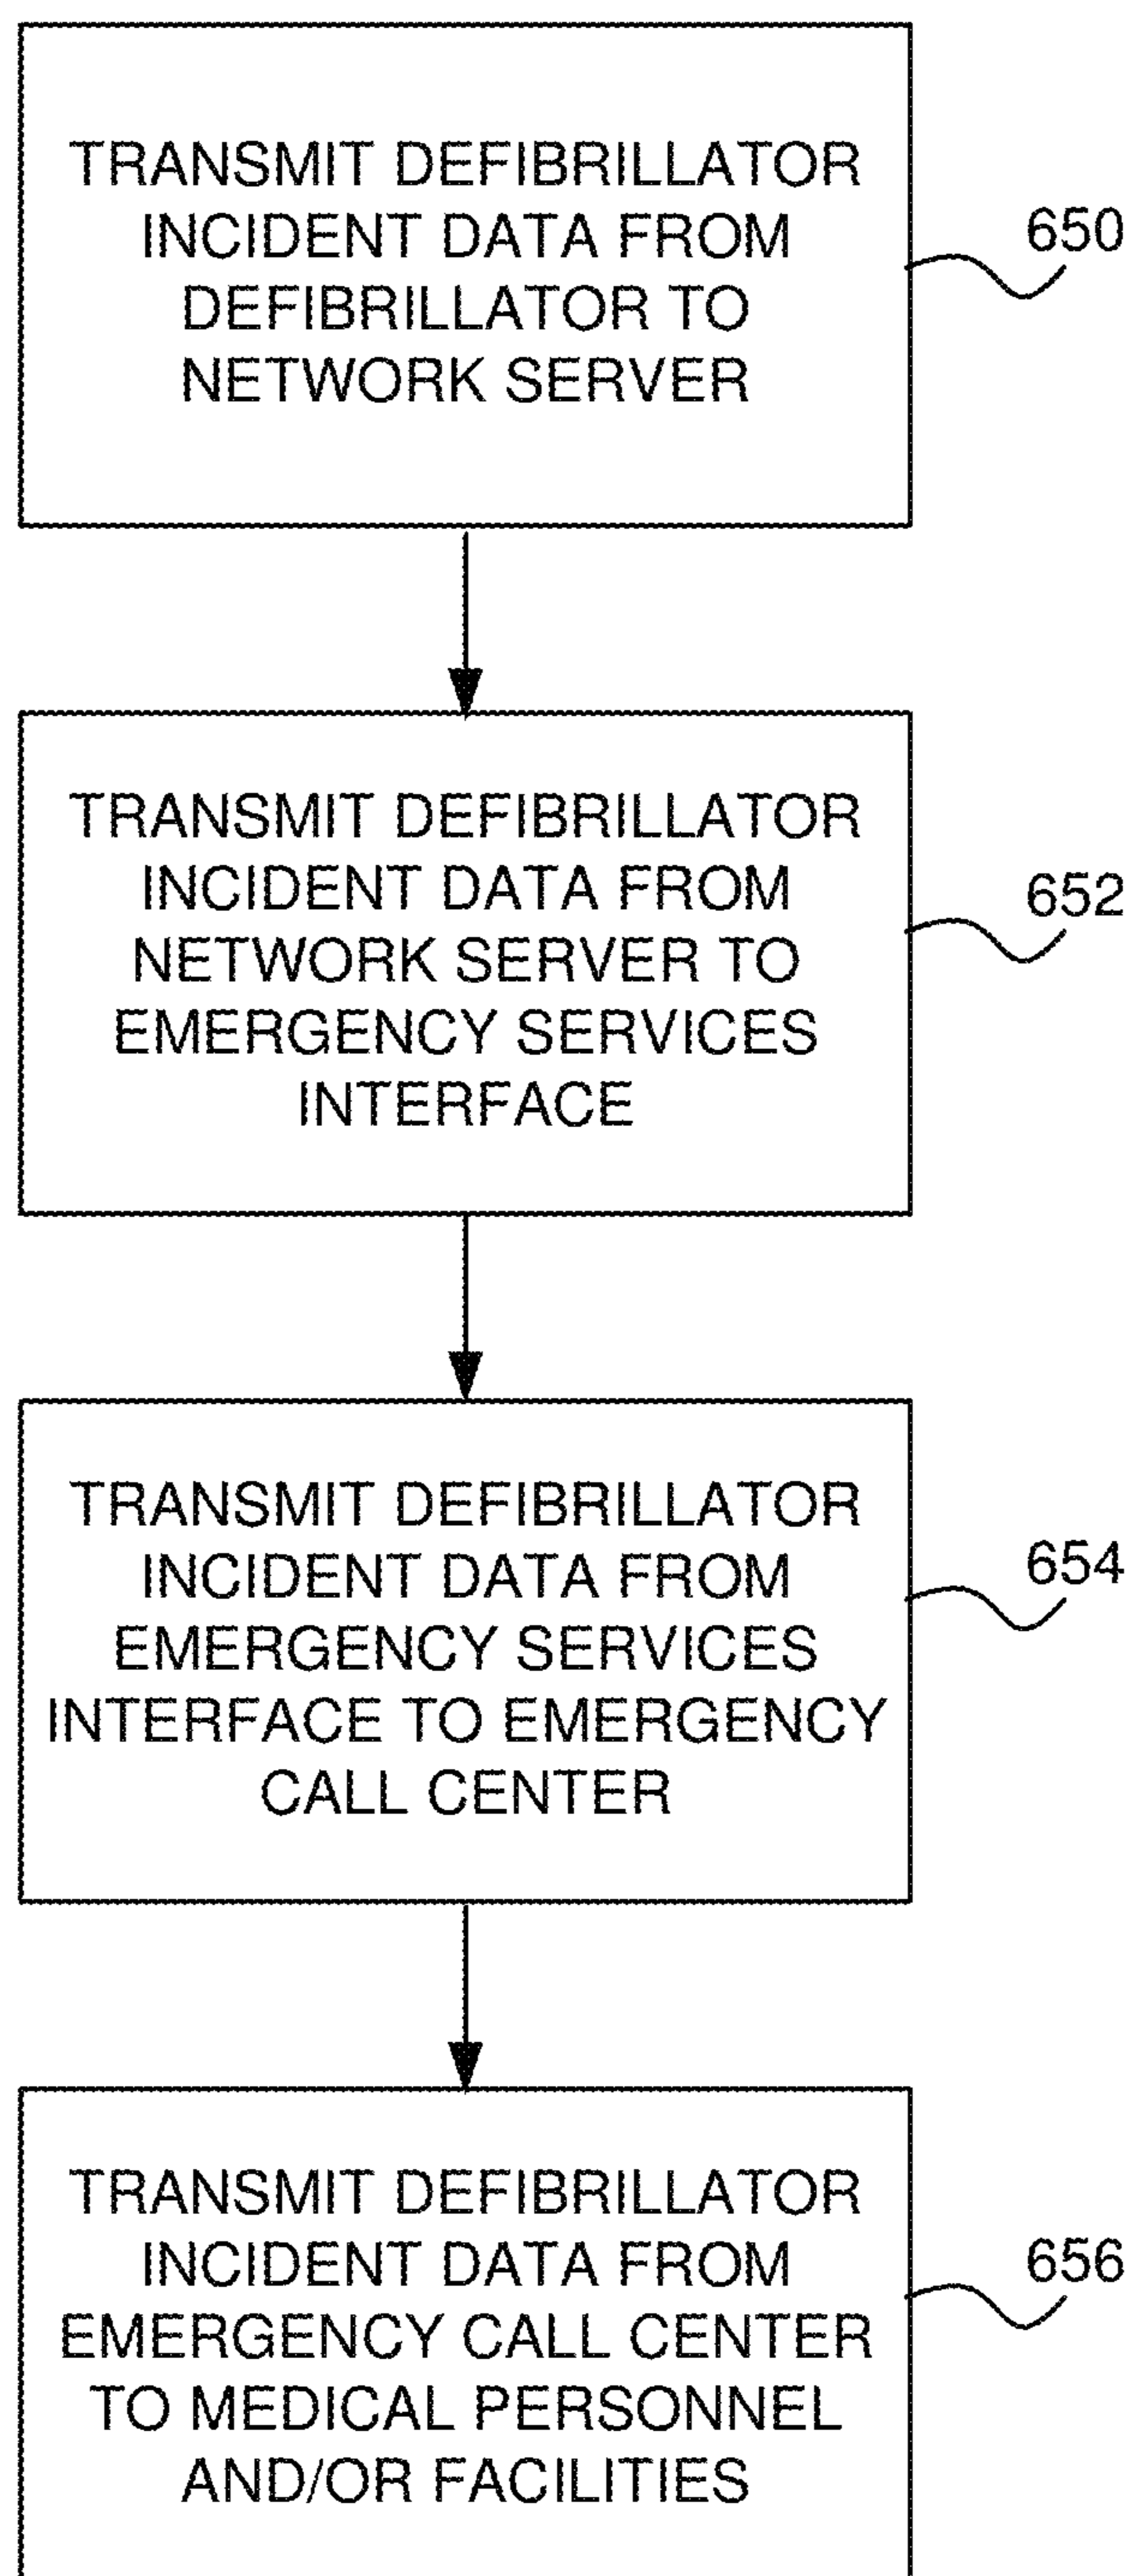 TRANSMIT DEFIBRILLATOR
INCIDENT DATA FROM
DEFIBRILLATOR TO
NETWORK SERVER
650
TRANSMIT DEFIBRILLATOR
INCIDENT DATA FROM
NETWORK SERVER TO
EMERGENCY SERVICES
INTERFACE
652
TRANSMIT DEFIBRILLATOR
INCIDENT DATA FROM
EMERGENCY SERVICES
INTERFACE TO EMERGENCY
CALL CENTER
654
TRANSMIT DEFIBRILLATOR
INCIDENT DATA FROM
EMERGENCY CALL CENTER
TO MEDICAL PERSONNEL
AND/OR FACILITIES
656